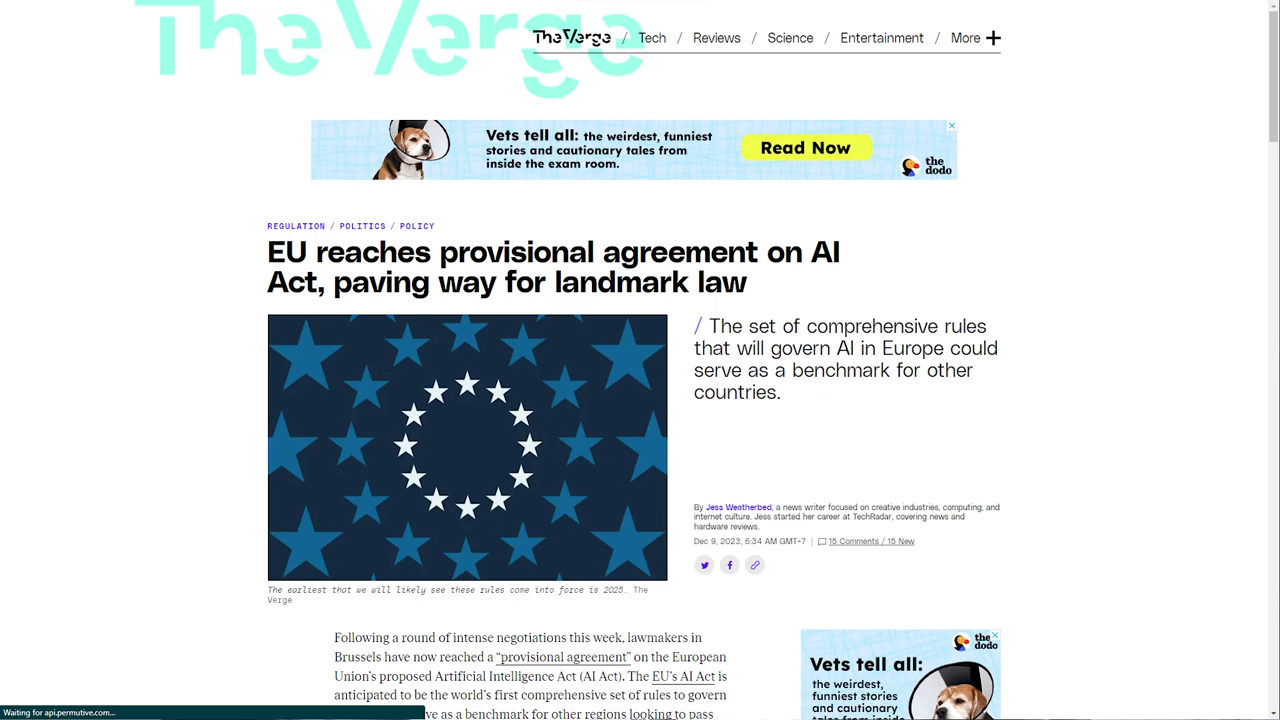 The Verge
The Verge / Tech / Reviews / Science / Entertainment / More +
Vets tell all: the weirdest, funniest
stories and cautionary tales from
inside the exam room.
Read Now
the
dodo
REGULATION / POLITICS / POLICY
EU reaches provisional agreement on AI
Act, paving way for landmark law
/ The set of comprehensive rules
that will govern AI in Europe could
serve as a benchmark for other
countries.
By Jess Weatherbed, a news writer focused on creative industries, computing, and
internet culture. Jess started her career at TechRadar, covering news and
hardware reviews.
Dec 9, 2023, 6:34 AM GMT+7 | 15 Comments / 15 New
The earliest that we will likely see these rules come into force is 2025. The
Verge
Following a round of intense negotiations this week, lawmakers in
Brussels have now reached a “provisional agreement” on the European
Union’s proposed Artificial Intelligence Act (AI Act). The EU’s AI Act is
anticipated to be the world’s first comprehensive set of rules to govern
ve as a benchmark for other regions looking to pass
the
dodo
Vets tell all:
the weirdest,
funniest stories
and cautionary
Waiting for api.permutive.com...